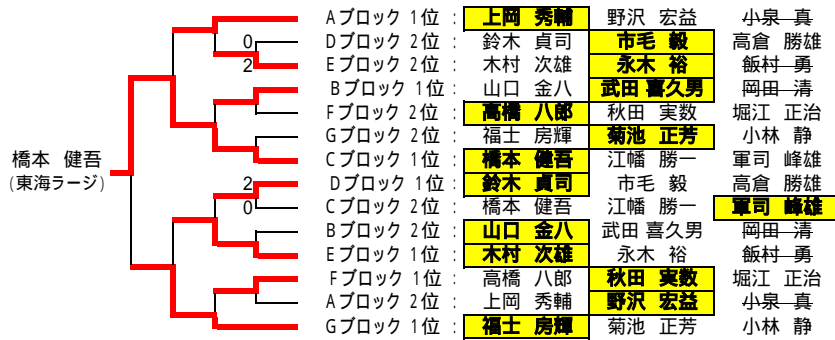 Aブロック 1位 : 上岡 秀輔 野沢 宏益 小泉 真
0 Dブロック 2位 : 鈴木 貞司 市毛 毅 高倉 勝雄
2 Eブロック 2位 : 木村 次雄 永木 裕 飯村 勇
Bブロック 1位 : 山口 金八 武田 喜久男 岡田 清
Fブロック 2位 : 高橋 八郎 秋田 実数 堀江 正治
Gブロック 2位 : 福士 房輝 菊池 正芳 小林 静
橋本 健吾
(東海ラージ)
Cブロック 1位 : 橋本 健吾 江幡 勝一 軍司 峰雄
2 Dブロック 1位 : 鈴木 貞司 市毛 毅 高倉 勝雄
0 Cブロック 2位 : 橋本 健吾 江幡 勝一 軍司 峰雄
Bブロック 2位 : 山口 金八 武田 喜久男 岡田 清
Eブロック 1位 : 木村 次雄 永木 裕 飯村 勇
Fブロック 1位 : 高橋 八郎 秋田 実数 堀江 正治
Aブロック 2位 : 上岡 秀輔 野沢 宏益 小泉 真
Gブロック 1位 : 福士 房輝 菊池 正芳 小林 静